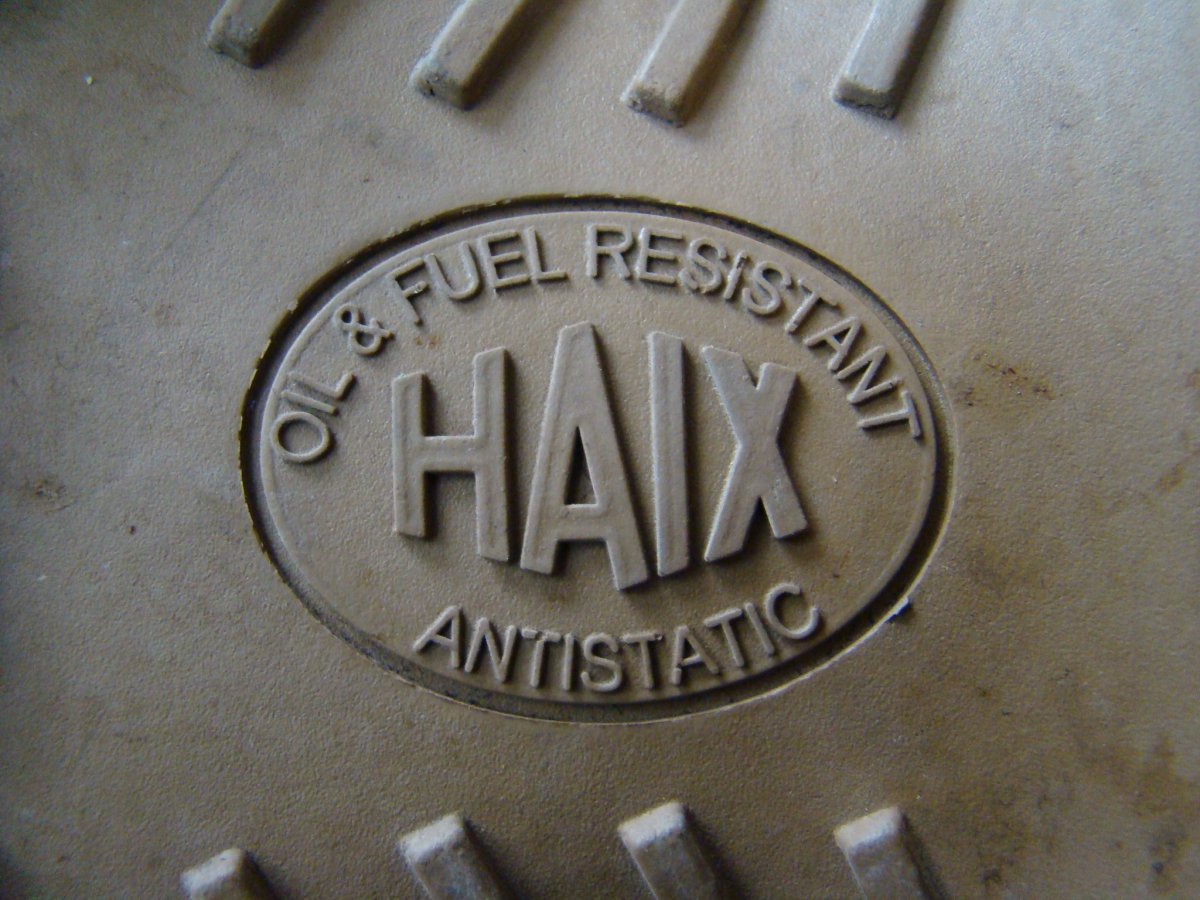 OIL & FUEL RESISTANT
HAIX
ANTISTATIC